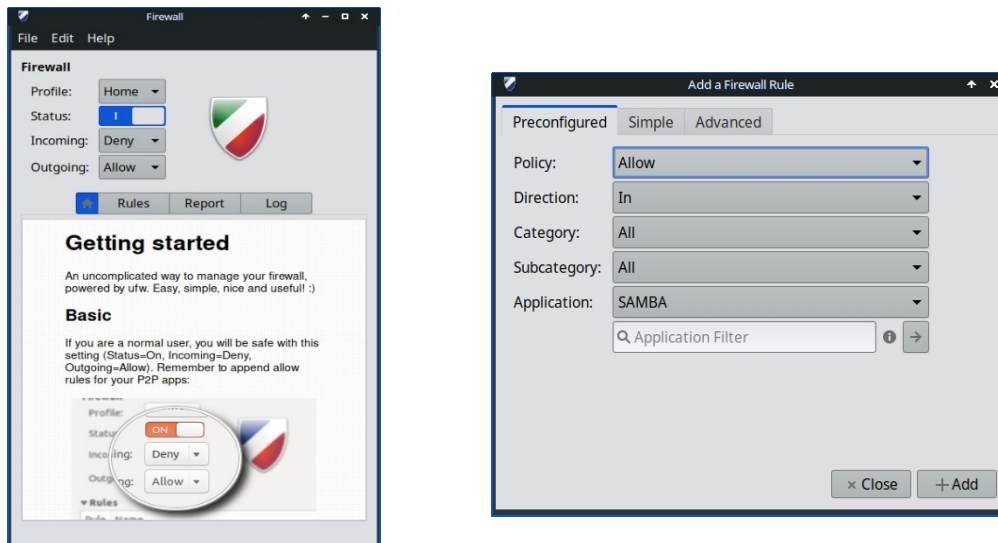 Firewall
File Edit Help
Firewall
Profile: Home
Status:
Incoming: Deny
Outgoing: Allow
Rules Report Log
Getting started
An uncomplicated way to manage your firewall,
powered by ufw. Easy, simple, nice and useful! :)
Basic
If you are a normal user, you will be safe with this
setting (Status=On, Incoming=Deny,
Outgoing=Allow). Remember to append allow
rules for your P2P apps:
Profile:
ON
Deny
Allow
Rules
Rule Name
Add a Firewall Rule
Preconfigured Simple Advanced
Policy: Allow
Direction: In
Category: All
Subcategory: All
Application: SAMBA
Application Filter
Close Add